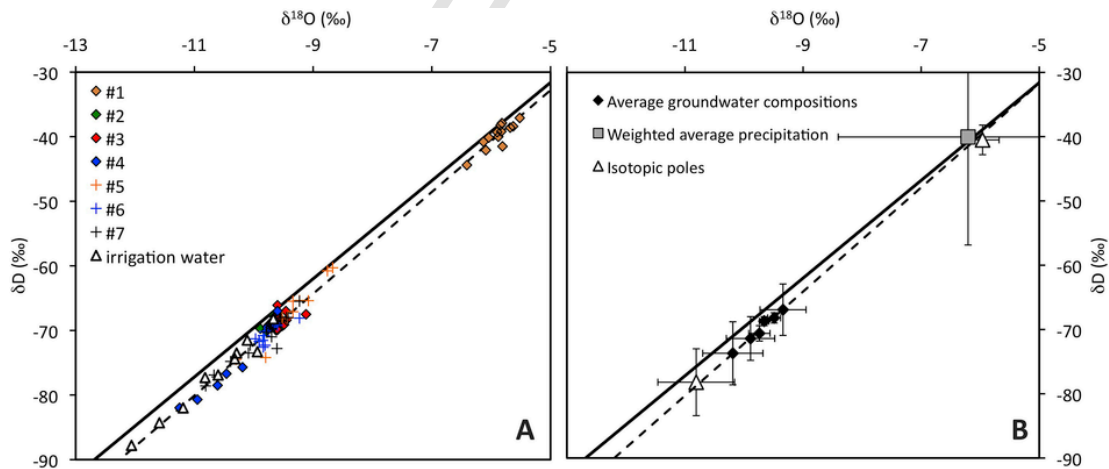 δ¹⁸O (‰)
-13 -11 -9 -7 -5
-30
-40
-50
-60
-70
-80
-90
δD (‰)
#1
#2
#3
#4
#5
#6
#7
irrigation water
A
δ¹⁸O (‰)
-11 -9 -7 -5
Average groundwater compositions
Weighted average precipitation
Isotopic poles
-30
-40
-50
-60
-70
-80
-90
δD (‰)
B